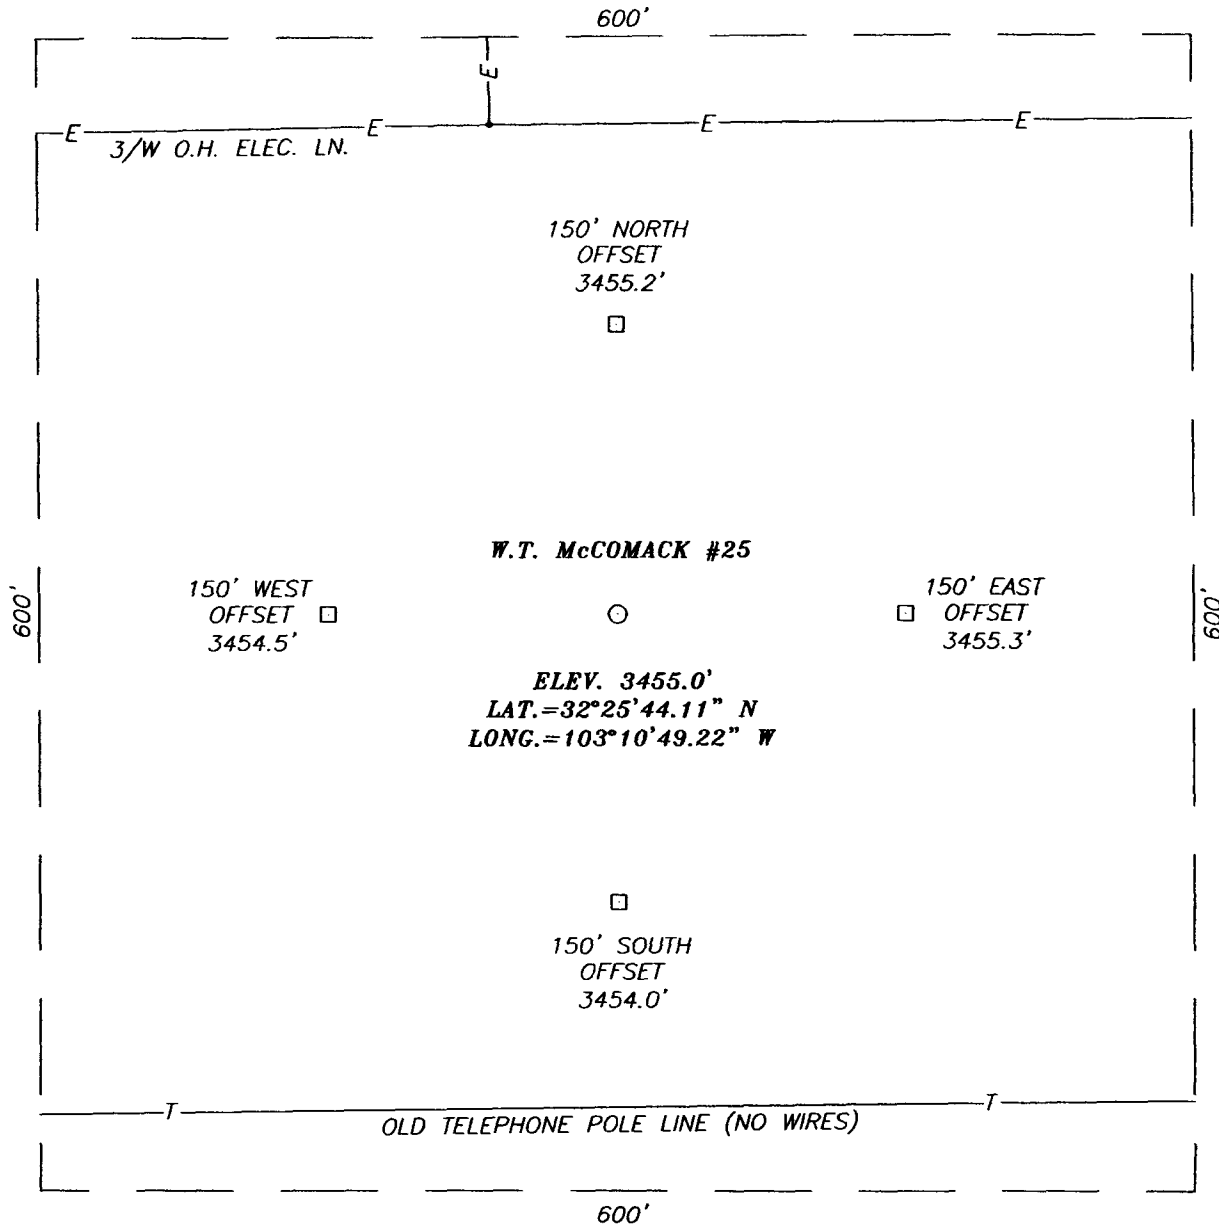 600'
E
E E E E
3/W O.H. ELEC. LN.
150' NORTH
OFFSET
3455.2'
W.T. McCOMACK #25
150' WEST
OFFSET
3454.5'
150' EAST
OFFSET
3455.3'
600'
600'
ELEV. 3455.0'
LAT.=32°25'44.11" N
LONG.=103°10'49.22" W
150' SOUTH
OFFSET
3454.0'
T T
OLD TELEPHONE POLE LINE (NO WIRES)
600'